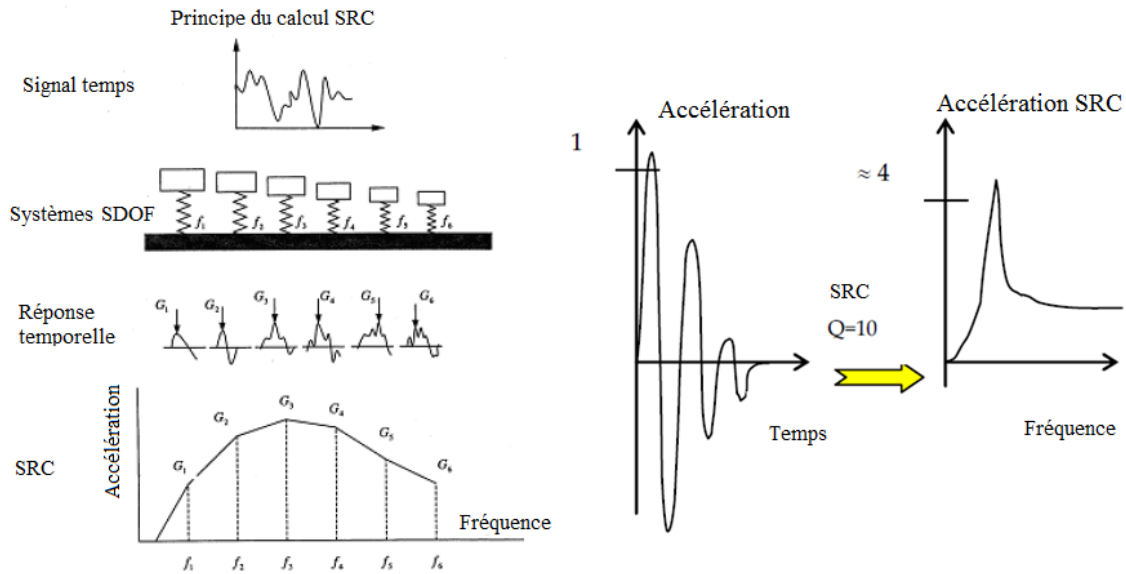 Principe du calcul SRC
Signal temps
Systèmes SDOF
f1 f2 f3 f4 f5 f6
Réponse
temporelle
G1 G2 G3 G4 G5 G6
SRC
Accélération
G1 G2 G3 G4 G5 G6
Fréquence
f1 f2 f3 f4 f5 f6
Accélération
1
Temps
SRC
Q=10
Accélération SRC
≈ 4
Fréquence